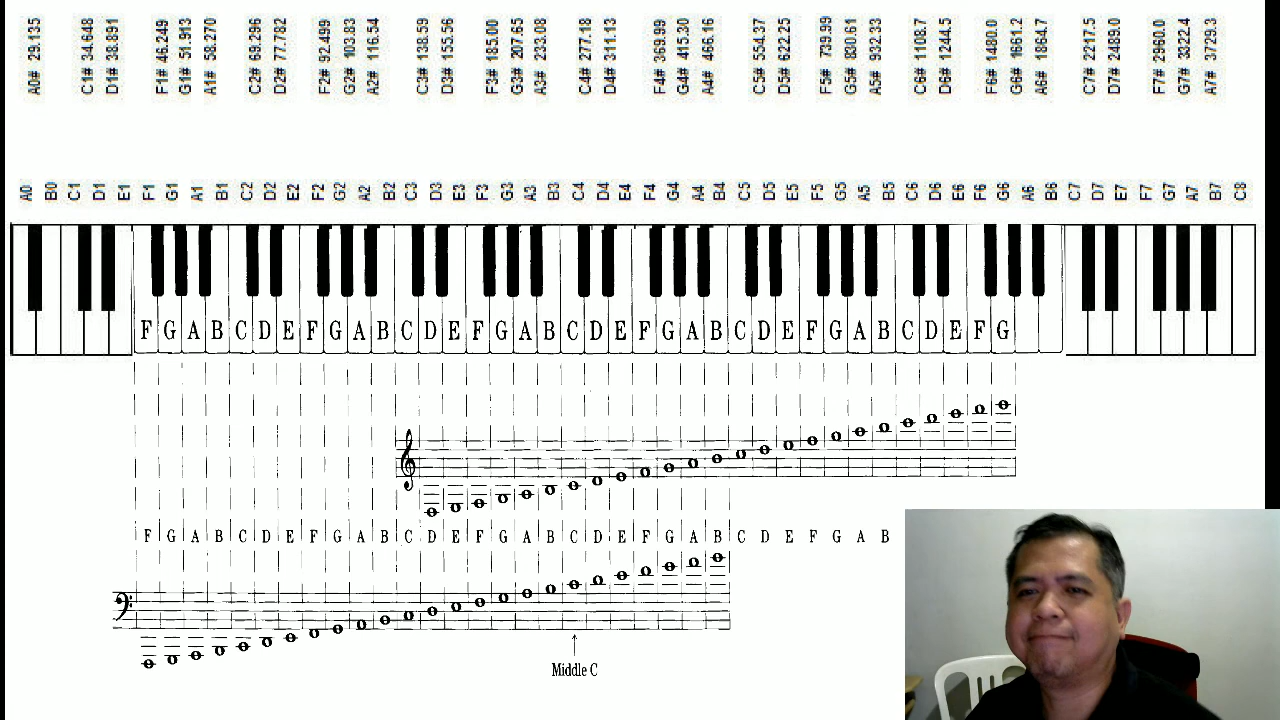 A0# 29.135 C1# 34.648 D1# 38.891 F1# 46.249 G1# 51.913 A1# 58.270 C2# 69.296 D2# 77.782 F2# 92.499 G2# 103.83 A2# 116.54 C3# 138.59 D3# 155.56 F3# 185.00 G3# 207.65 A3# 233.08 C4# 277.18 D4# 311.13 F4# 369.99 G4# 415.30 A4# 466.16 C5# 554.37 D5# 622.25 F5# 739.99 G5# 830.61 A5# 932.33 C6# 1108.7 D6# 1244.5 F6# 1480.0 G6# 1661.2 A6# 1864.7 C7# 2217.5 D7# 2489.0 F7# 2960.0 G7# 3322.4 A7# 3729.3
A0 B0 C1 D1 E1 F1 G1 A1 B1 C2 D2 E2 F2 G2 A2 B2 C3 D3 E3 F3 G3 A3 B3 C4 D4 E4 F4 G4 A4 B4 C5 D5 E5 F5 G5 A5 B5 C6 D6 E6 F6 G6 A6 B6 C7 D7 E7 F7 G7 A7 B7 C8
F G A B C D E F G A B C D E F G A B C D E F G A B C D E F G A B C D E F G
F G A B C D E F G A B C D E F G A B C D E F G A B C D E F G A B
Middle C